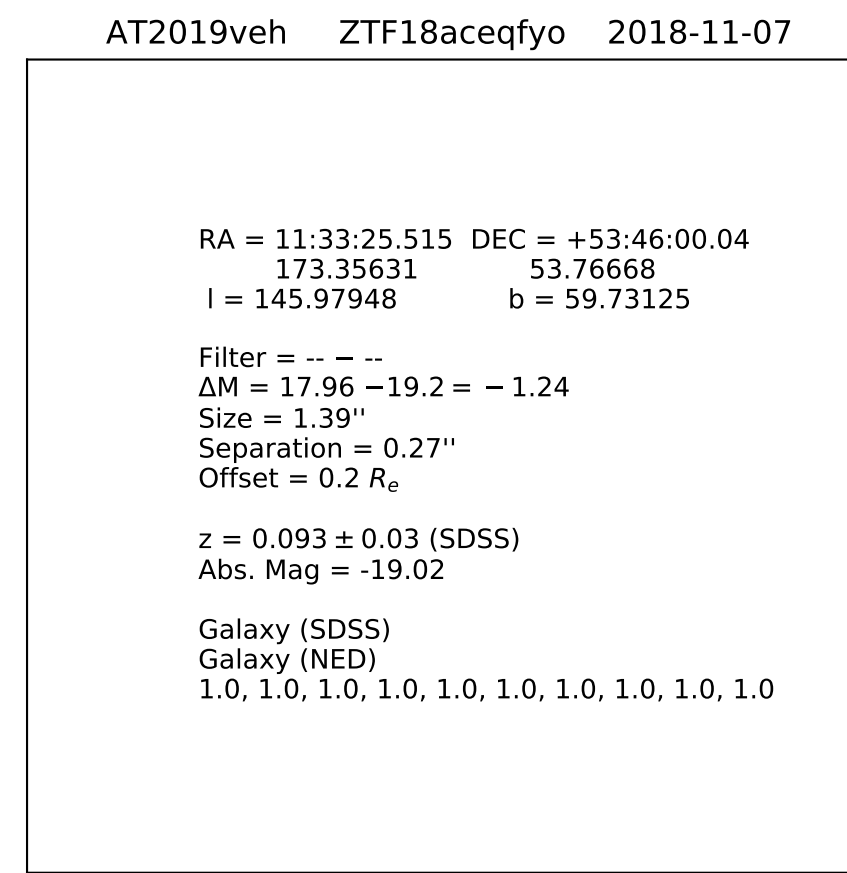 AT2019veh ZTF18aceqfyo 2018-11-07
RA = 11:33:25.515 DEC = +53:46:00.04
173.35631 53.76668
l = 145.97948 b = 59.73125
Filter = -- − --
ΔM = 17.96 −19.2 = − 1.24
Size = 1.39''
Separation = 0.27''
Offset = 0.2 Rₑ
z = 0.093 ± 0.03 (SDSS)
Abs. Mag = -19.02
Galaxy (SDSS)
Galaxy (NED)
1.0, 1.0, 1.0, 1.0, 1.0, 1.0, 1.0, 1.0, 1.0, 1.0